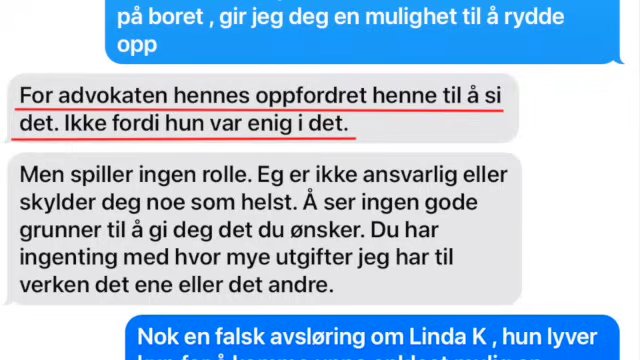 på boret , gir jeg deg en mulighet til å rydde
opp
For advokaten hennes oppfordret henne til å si
det. Ikke fordi hun var enig i det.
Men spiller ingen rolle. Eg er ikke ansvarlig eller
skylder deg noe som helst. Å ser ingen gode
grunner til å gi deg det du ønsker. Du har
ingenting med hvor mye utgifter jeg har til
verken det ene eller det andre.
Nok en falsk avsløring om Linda K , hun lyver